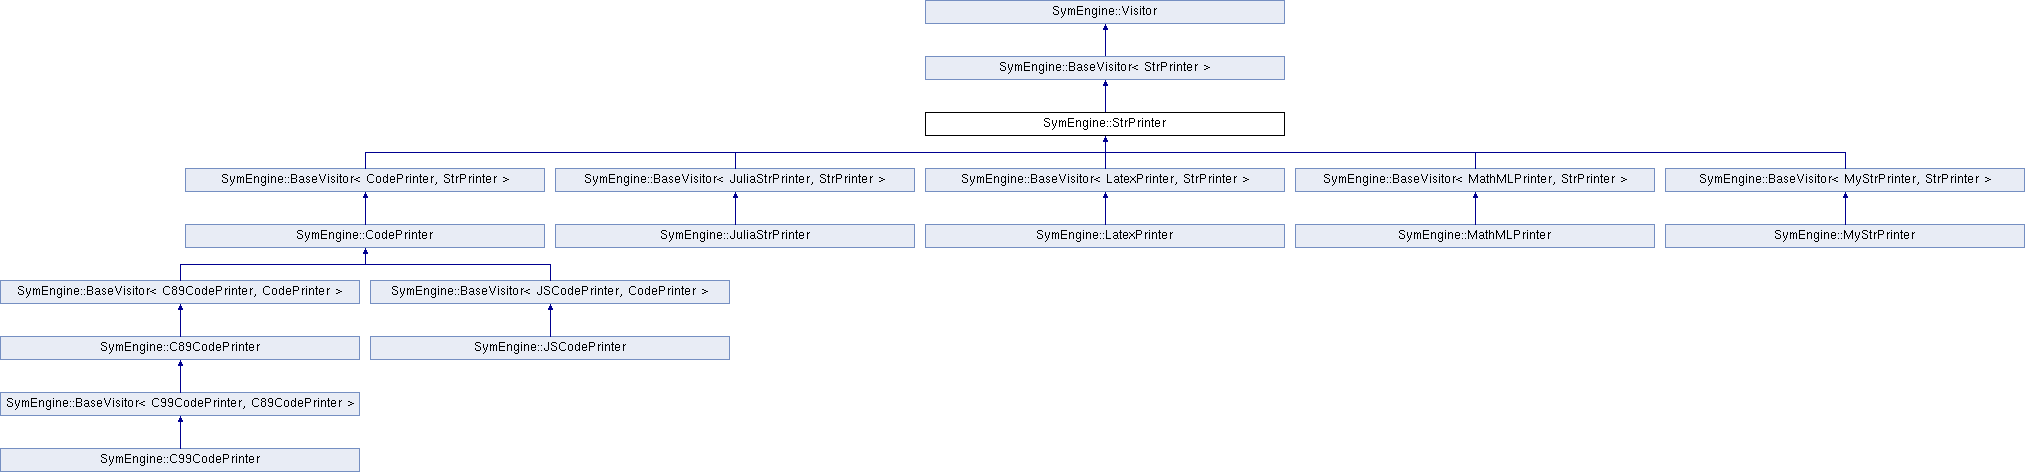 SymEngine::Visitor
SymEngine::BaseVisitor< StrPrinter >
SymEngine::StrPrinter
SymEngine::BaseVisitor< CodePrinter, StrPrinter >
SymEngine::BaseVisitor< JuliaStrPrinter, StrPrinter >
SymEngine::BaseVisitor< LatexPrinter, StrPrinter >
SymEngine::BaseVisitor< MathMLPrinter, StrPrinter >
SymEngine::BaseVisitor< MyStrPrinter, StrPrinter >
SymEngine::CodePrinter
SymEngine::JuliaStrPrinter
SymEngine::LatexPrinter
SymEngine::MathMLPrinter
SymEngine::MyStrPrinter
SymEngine::BaseVisitor< C89CodePrinter, CodePrinter >
SymEngine::BaseVisitor< JSCodePrinter, CodePrinter >
SymEngine::C89CodePrinter
SymEngine::JSCodePrinter
SymEngine::BaseVisitor< C99CodePrinter, C89CodePrinter >
SymEngine::C99CodePrinter